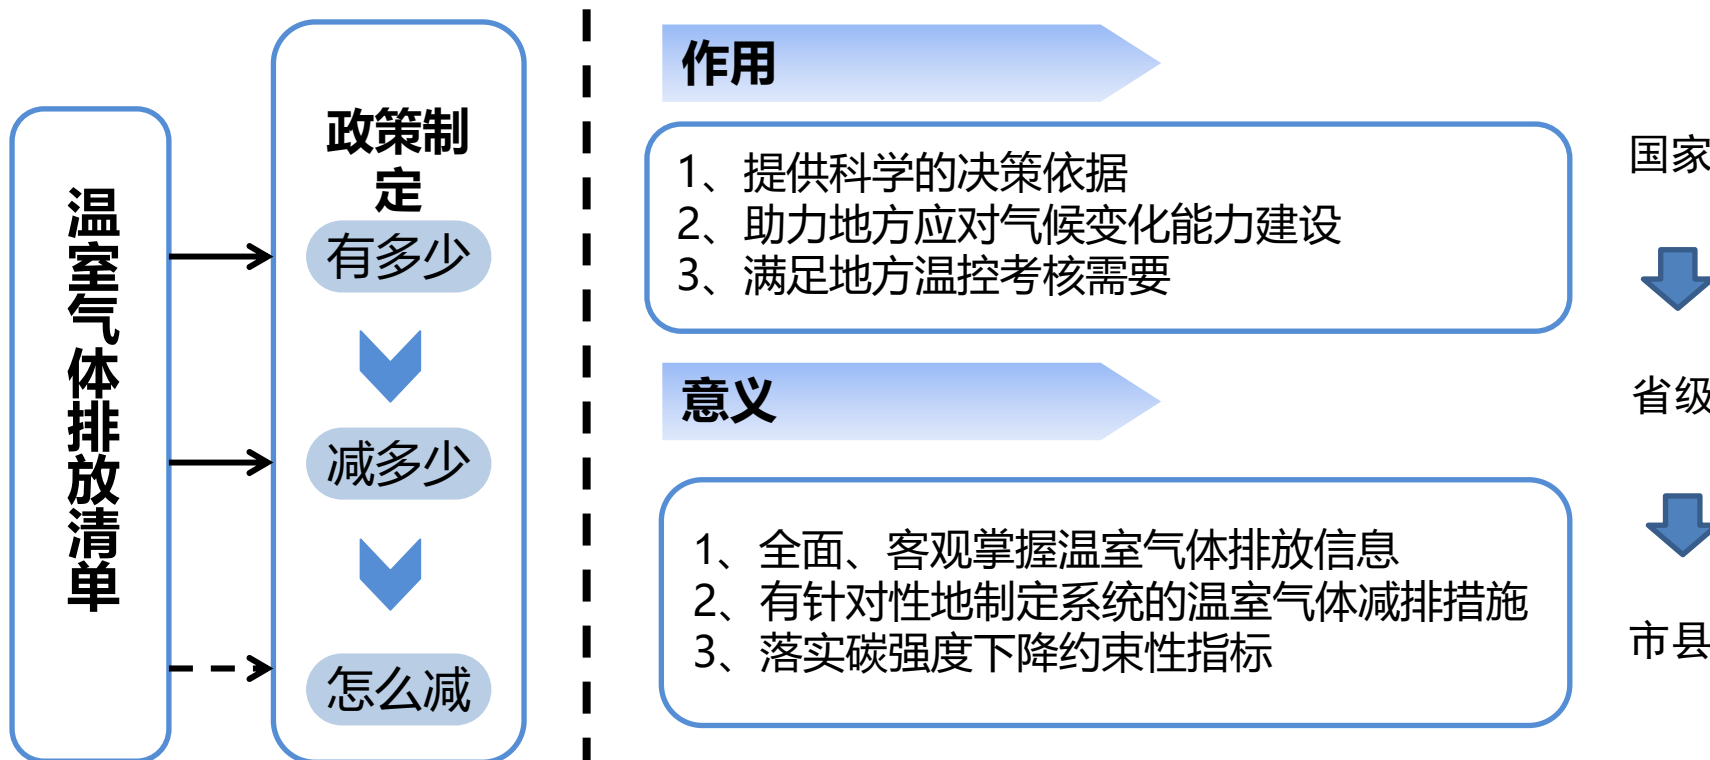 温室气体排放清单
政策制
定
有多少
减多少
怎么减
作用
1、提供科学的决策依据
2、助力地方应对气候变化能力建设
3、满足地方温控考核需要
意义
1、全面、客观掌握温室气体排放信息
2、有针对性地制定系统的温室气体减排措施
3、落实碳强度下降约束性指标
国家
省级
市县